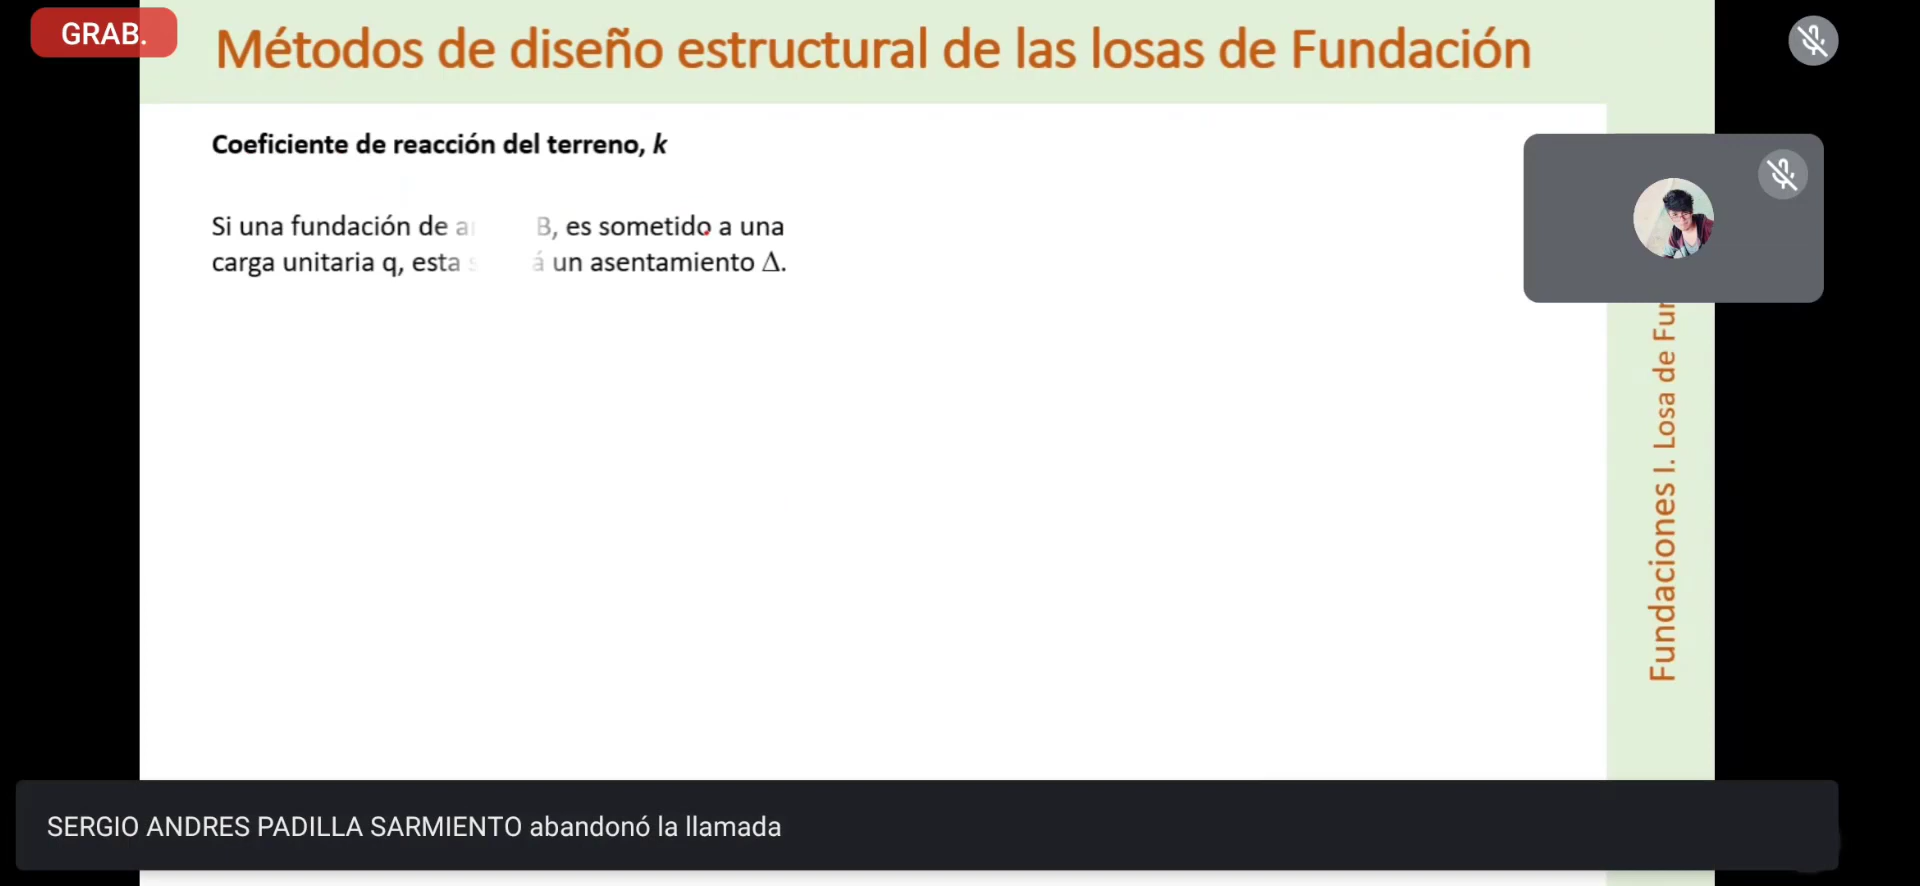 GRAB.
Métodos de diseño estructural de las losas de Fundación
Coeficiente de reacción del terreno, k
Si una fundación de B, es sometido a una
carga unitaria q, esta un asentamiento Δ.
Fundaciones I. Losa de Fun
SERGIO ANDRES PADILLA SARMIENTO abandonó la llamada